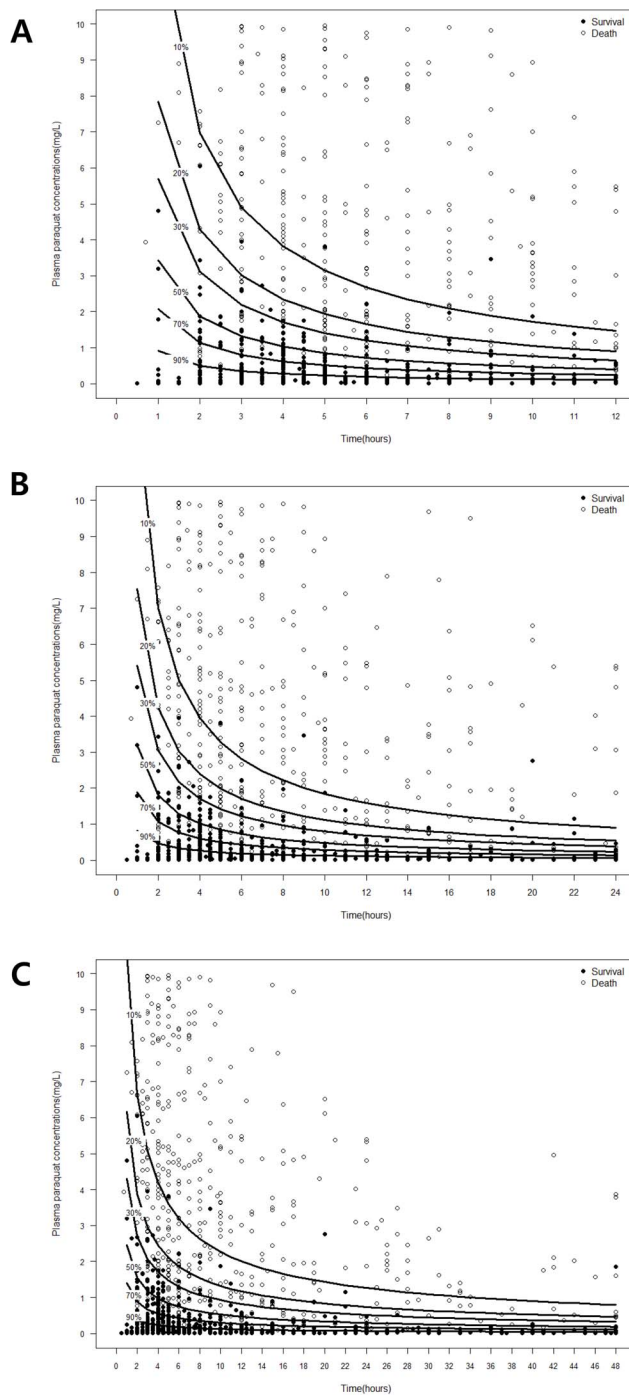 A
Survival
Death
10
9
8
7
6
5
4
3
2
1
0
Plasma paraquat concentrations(mg/L)
10%
20%
30%
50%
70%
90%
0 1 2 3 4 5 6 7 8 9 10 11 12
Time(hours)
B
Survival
Death
10
9
8
7
6
5
4
3
2
1
0
Plasma paraquat concentrations(mg/L)
10%
20%
30%
50%
70%
90%
0 2 4 6 8 10 12 14 16 18 20 22 24
Time(hours)
C
Survival
Death
10
9
8
7
6
5
4
3
2
1
0
Plasma paraquat concentrations(mg/L)
10%
20%
30%
50%
70%
90%
0 2 4 6 8 10 12 14 16 18 20 22 24 26 28 30 32 34 36 38 40 42 44 46 48
Time(hours)